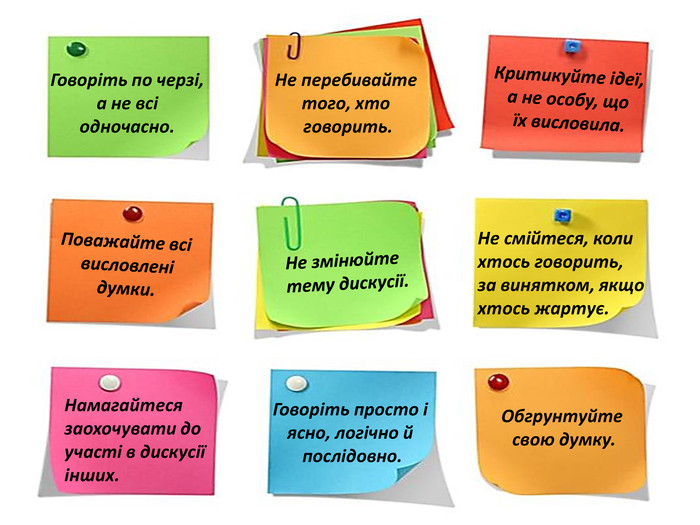 Говоріть по черзі,
а не всі
одночасно.
Не перебивайте
того, хто
говорить.
Критикуйте ідеї,
а не особу, що
їх висловила.
Поважайте всі
висловлені
думки.
Не змінюйте
тему дискусії.
Не смійтеся, коли
хтось говорить,
за винятком, якщо
хтось жартує.
Намагайтеся
заохочувати до
участі в дискусії
інших.
Говоріть просто і
ясно, логічно й
послідовно.
Обгрунтуйте
свою думку.